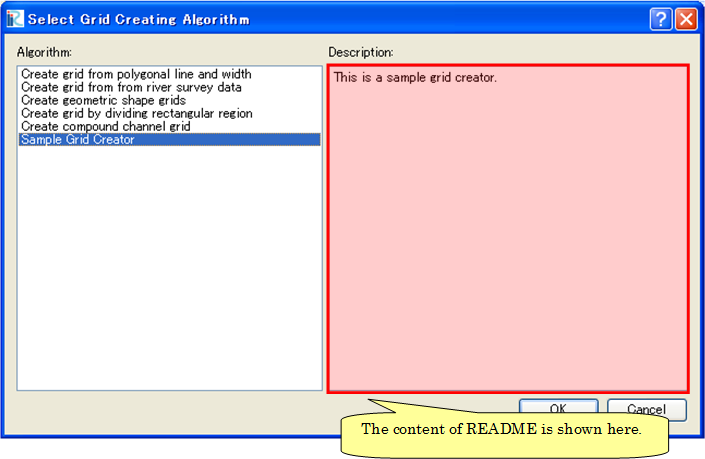 Select Grid Creating Algorithm
Algorithm:
Description:
Create grid from polygonal line and width
Create grid from from river survey data
Create geometric shape grids
Create grid by dividing rectangular region
Create compound channel grid
Sample Grid Creator
This is a sample grid creator.
OK
Cancel
The content of README is shown here.